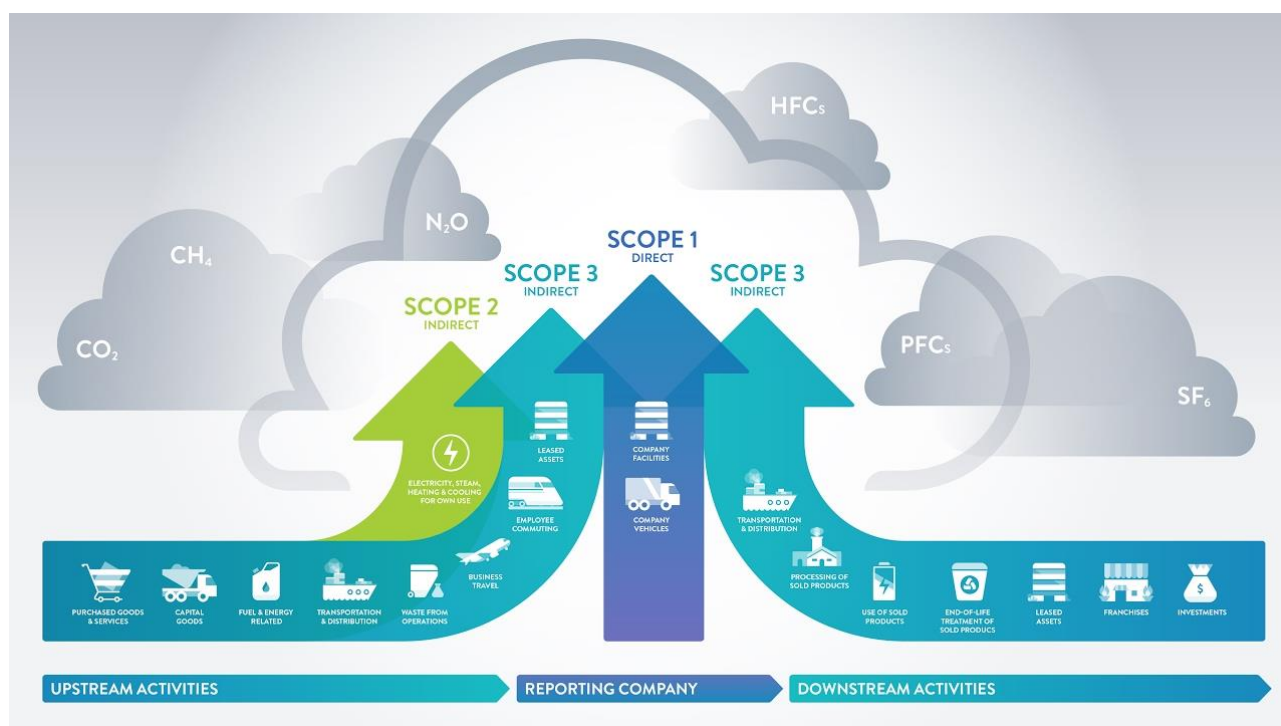 HFCs
N₂O
CH₄
CO₂
PFCs
SF₆
SCOPE 1
DIRECT
SCOPE 3
INDIRECT
SCOPE 3
INDIRECT
SCOPE 2
INDIRECT
ELECTRICITY, STEAM,
HEATING & COOLING
FOR OWN USE
LEASED
ASSETS
EMPLOYEE
COMMUTING
BUSINESS
TRAVEL
COMPANY
FACILITIES
COMPANY
VEHICLES
TRANSPORTATION
& DISTRIBUTION
PROCESSING OF
SOLD PRODUCTS
PURCHASED GOODS
& SERVICES
CAPITAL
GOODS
FUEL & ENERGY
RELATED
TRANSPORTATION
& DISTRIBUTION
WASTE FROM
OPERATIONS
USE OF SOLD
PRODUCTS
END-OF-LIFE
TREATMENT OF
SOLD PRODUCS
LEASED
ASSETS
FRANCHISES
$
INVESTMENTS
UPSTREAM ACTIVITIES
REPORTING COMPANY
DOWNSTREAM ACTIVITIES